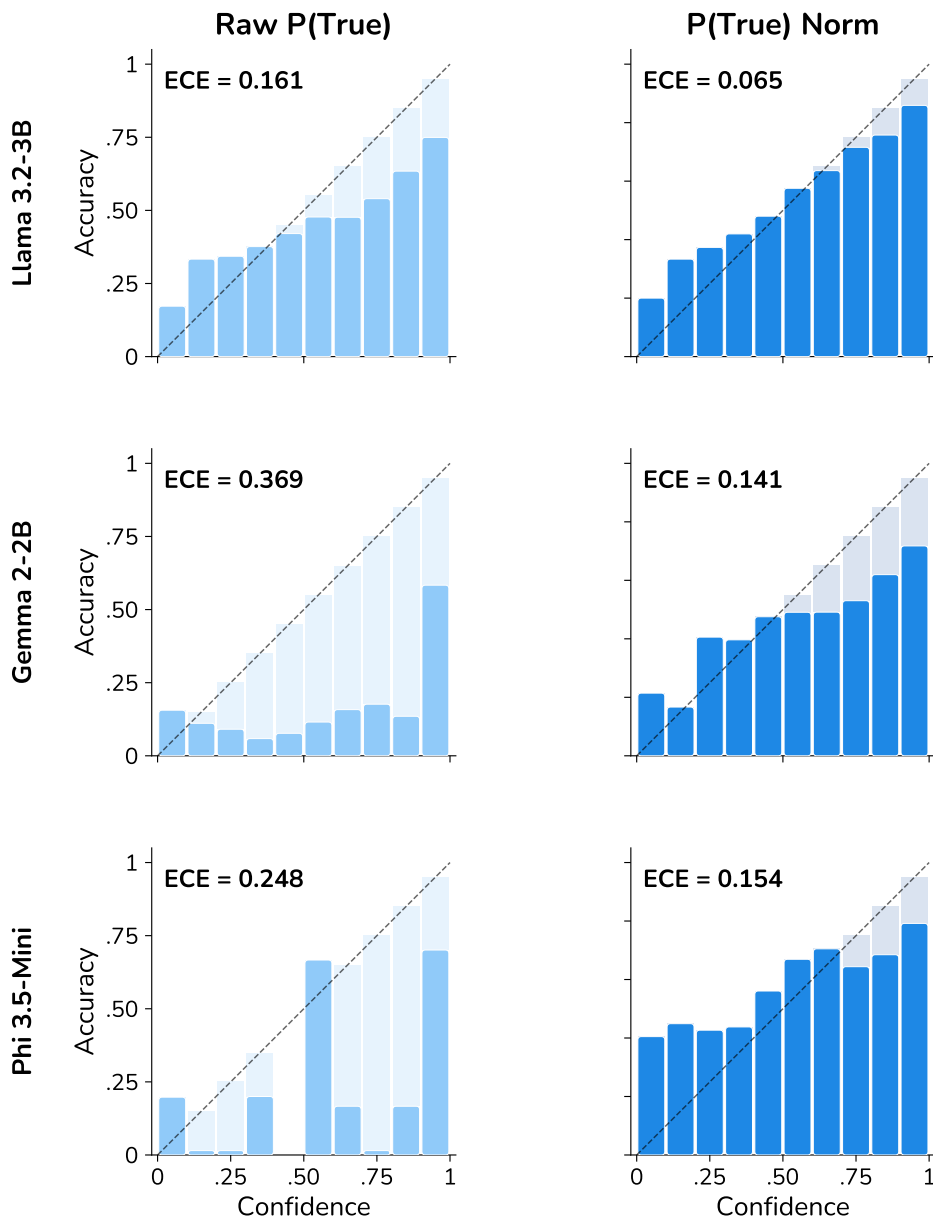 Raw P(True)
P(True) Norm
Llama 3.2-3B
Accuracy
1
.75
.50
.25
0
ECE = 0.161
ECE = 0.065
Gemma 2-2B
Accuracy
1
.75
.50
.25
0
ECE = 0.369
ECE = 0.141
Phi 3.5-Mini
Accuracy
1
.75
.50
.25
0
ECE = 0.248
ECE = 0.154
0 .25 .50 .75 1
Confidence
0 .25 .50 .75 1
Confidence